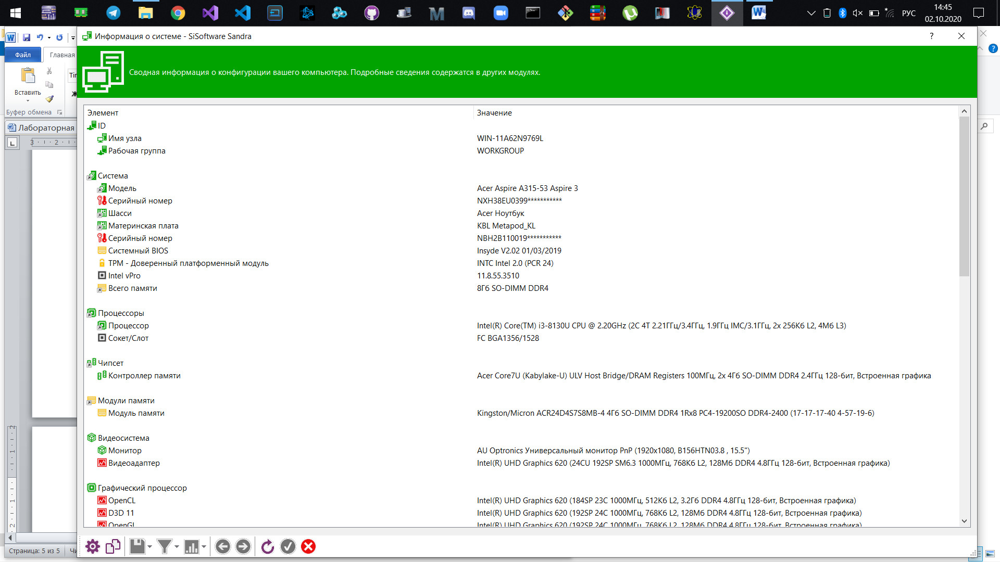 РУС
14:45
02.10.2020
Информация о системе - SiSoftware Sandra
?
Файл
Главная
Вставить
Ж
Буфер обмена
Лабораторная
3 · ı · 2 · ı ·
Сводная информация о конфигурации вашего компьютера. Подробные сведения содержатся в других модулях.
Элемент Значение
ID
Имя узла WIN-11A62N9769L
Рабочая группа WORKGROUP
Система
Модель Acer Aspire A315-53 Aspire 3
Серийный номер NXH38EU0399***********
Шасси Acer Ноутбук
Материнская плата KBL Metapod_KL
Серийный номер NBH2B110019***********
Системный BIOS Insyde V2.02 01/03/2019
TPM - Доверенный платформенный модуль INTC Intel 2.0 (PCR 24)
Intel vPro 11.8.55.3510
Всего памяти 8Гб SO-DIMM DDR4
Процессоры
Процессор Intel(R) Core(TM) i3-8130U CPU @ 2.20GHz (2C 4T 2.21ГГц/3.4ГГц, 1.9ГГц IMC/3.1ГГц, 2x 256Кб L2, 4Мб L3)
Сокет/Слот FC BGA1356/1528
Чипсет
Контроллер памяти Acer Core7U (Kabylake-U) ULV Host Bridge/DRAM Registers 100МГц, 2x 4Гб SO-DIMM DDR4 2.4ГГц 128-бит, Встроенная графика
Модули памяти
Модуль памяти Kingston/Micron ACR24D4S7S8MB-4 4Гб SO-DIMM DDR4 1Rx8 PC4-19200SO DDR4-2400 (17-17-17-40 4-57-19-6)
Видеосистема
Монитор AU Optronics Универсальный монитор PnP (1920x1080, B156HTN03.8 , 15.5")
Видеоадаптер Intel(R) UHD Graphics 620 (24CU 192SP SM6.3 1000МГц, 768Кб L2, 128Мб DDR4 4.8ГГц 128-бит, Встроенная графика)
Графический процессор
OpenCL Intel(R) UHD Graphics 620 (184SP 23C 1000МГц, 512Кб L2, 3.2Гб DDR4 4.8ГГц 128-бит, Встроенная графика)
D3D 11 Intel(R) UHD Graphics 620 (192SP 24C 1000МГц, 768Кб L2, 128Мб DDR4 4.8ГГц 128-бит, Встроенная графика)
OpenGL Intel(R) UHD Graphics 620 (192SP 24C 1000МГц, 768Кб L2, 128Мб DDR4 4.8ГГц 128-бит, Встроенная графика)
Страница: 5 из 5